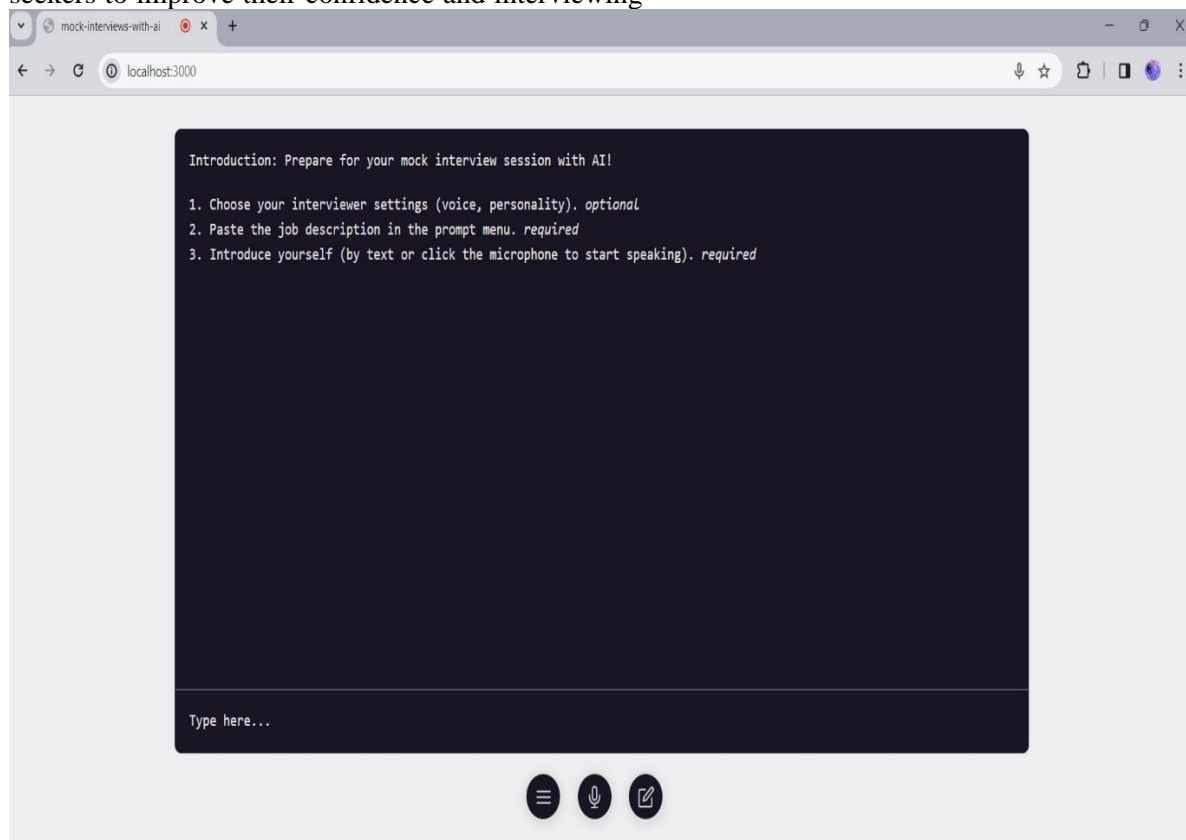 seekers to improve their confidence and interviewing
mock-interviews-with-ai
localhost:3000
Introduction: Prepare for your mock interview session with AI!
1. Choose your interviewer settings (voice, personality). optional
2. Paste the job description in the prompt menu. required
3. Introduce yourself (by text or click the microphone to start speaking). required
Type here...